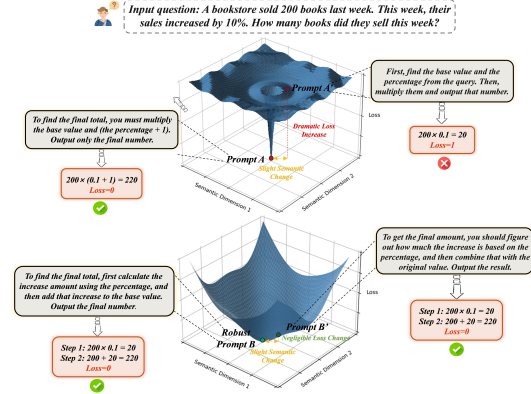 Input question: A bookstore sold 200 books last week. This week, their
sales increased by 10%. How many books did they sell this week?
First, find the base value and the
percentage from the query. Then,
multiply them and output that number.
Prompt A'
Loss
To find the final total, you must multiply
the base value and (the percentage + 1).
Output only the final number.
Dramatic Loss
Increase
200 × 0.1 = 20
Loss=1
Prompt A
Slight Semantic
Change
200 × (0.1 + 1) = 220
Loss=0
Semantic Dimension 1
Semantic Dimension 2
To find the final total, first calculate the
increase amount using the percentage, and
then add that increase to the base value.
Output the final number.
To get the final amount, you should figure
out how much the increase is based on the
percentage, and then combine that with the
original value. Output the result.
Loss
Robust
Prompt B
Prompt B'
Negligible Loss Change
Slight Semantic
Change
Step 1: 200 × 0.1 = 20
Step 2: 200 + 20 = 220
Loss=0
Step 1: 200 × 0.1 = 20
Step 2: 200 + 20 = 220
Loss=0
Semantic Dimension 1
Semantic Dimension 2